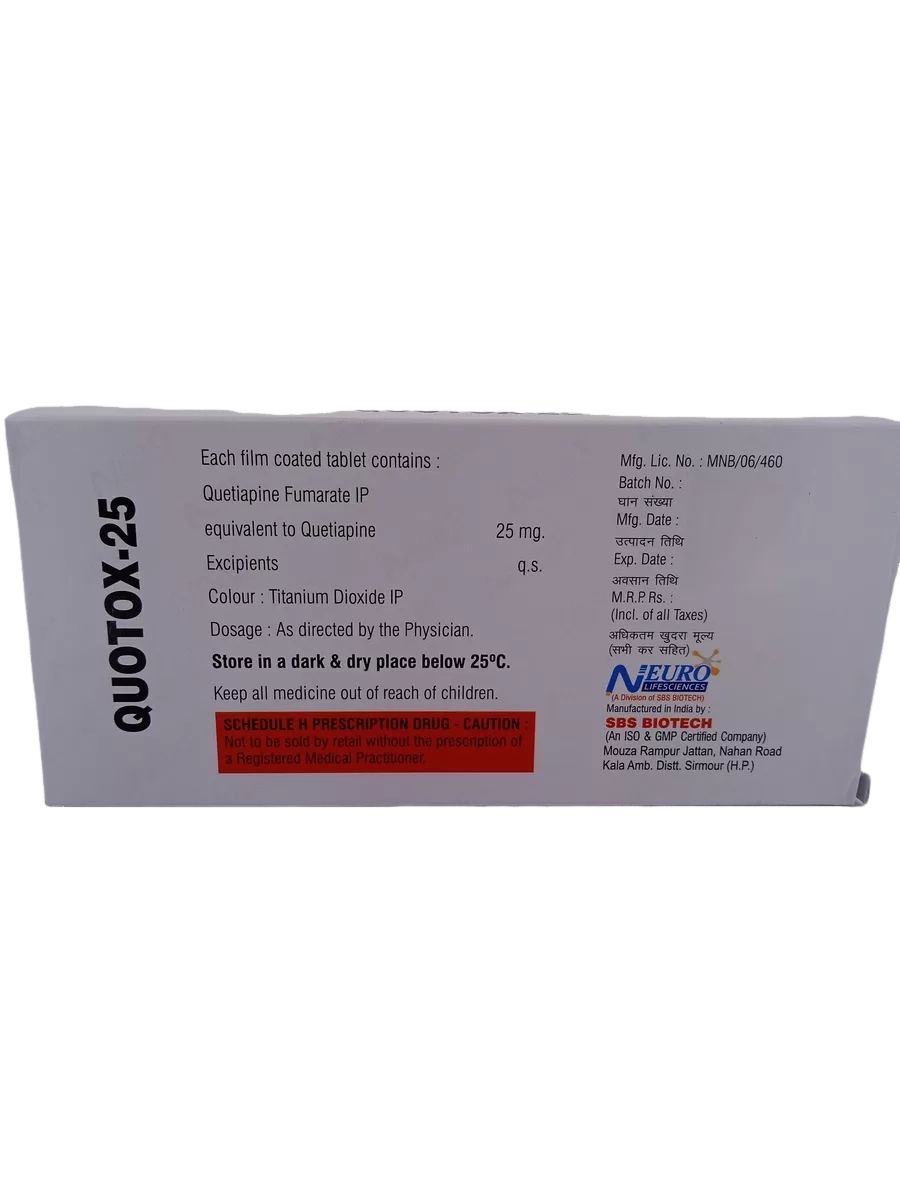 QUOTOX-25
Each film coated tablet contains :
Quetiapine Fumarate IP
equivalent to Quetiapine 25 mg.
Excipients q.s.
Colour : Titanium Dioxide IP
Dosage : As directed by the Physician.
Store in a dark & dry place below 25ºC.
Keep all medicine out of reach of children.
SCHEDULE H PRESCRIPTION DRUG - CAUTION :
Not to be sold by retail without the prescription of
a Registered Medical Practitioner.
Mfg. Lic. No. : MNB/06/460
Batch No. :
घान संख्या
Mfg. Date :
उत्पादन तिथि
Exp. Date :
अवसान तिथि
M.R.P. Rs. :
(Incl. of all Taxes)
अधिकतम खुदरा मूल्य
(सभी कर सहित)
NEURO
LIFESCIENCES
(A Division of SBS BIOTECH)
Manufactured in India by :
SBS BIOTECH
(An ISO & GMP Certified Company)
Mouza Rampur Jattan, Nahan Road
Kala Amb. Distt. Sirmour (H.P.)